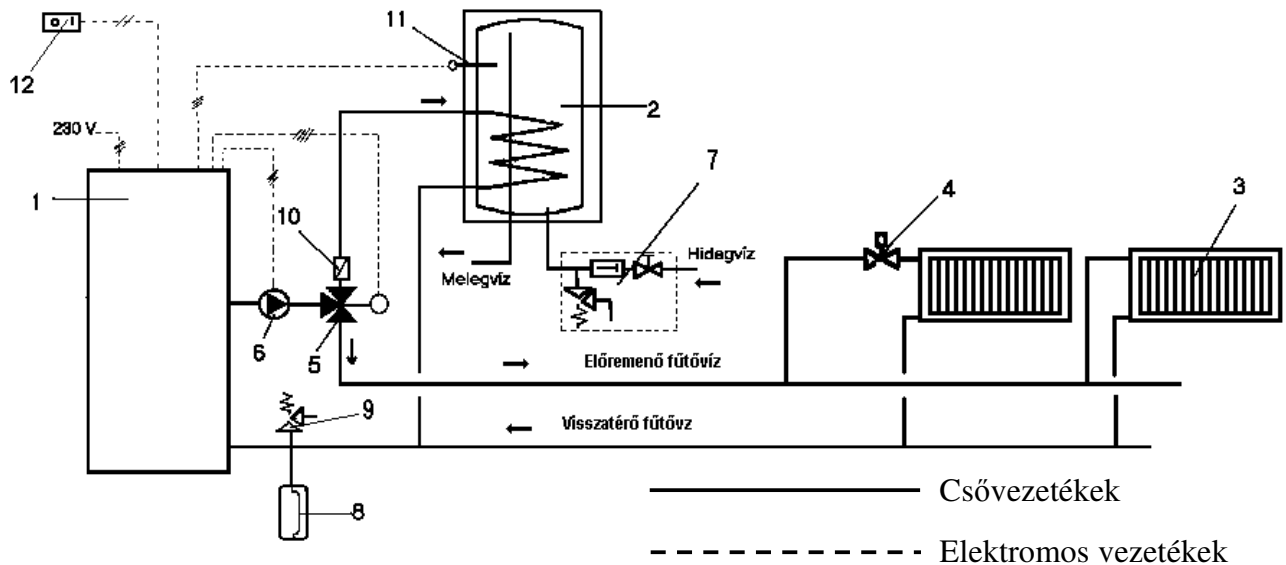 11
12
2
230 V
7
1
4
3
10
Hidegvíz
Melegvíz
6
5
Előremenő fűtővíz
9
Visszatérő fűtővz
8
Csővezetékek
Elektromos vezetékek